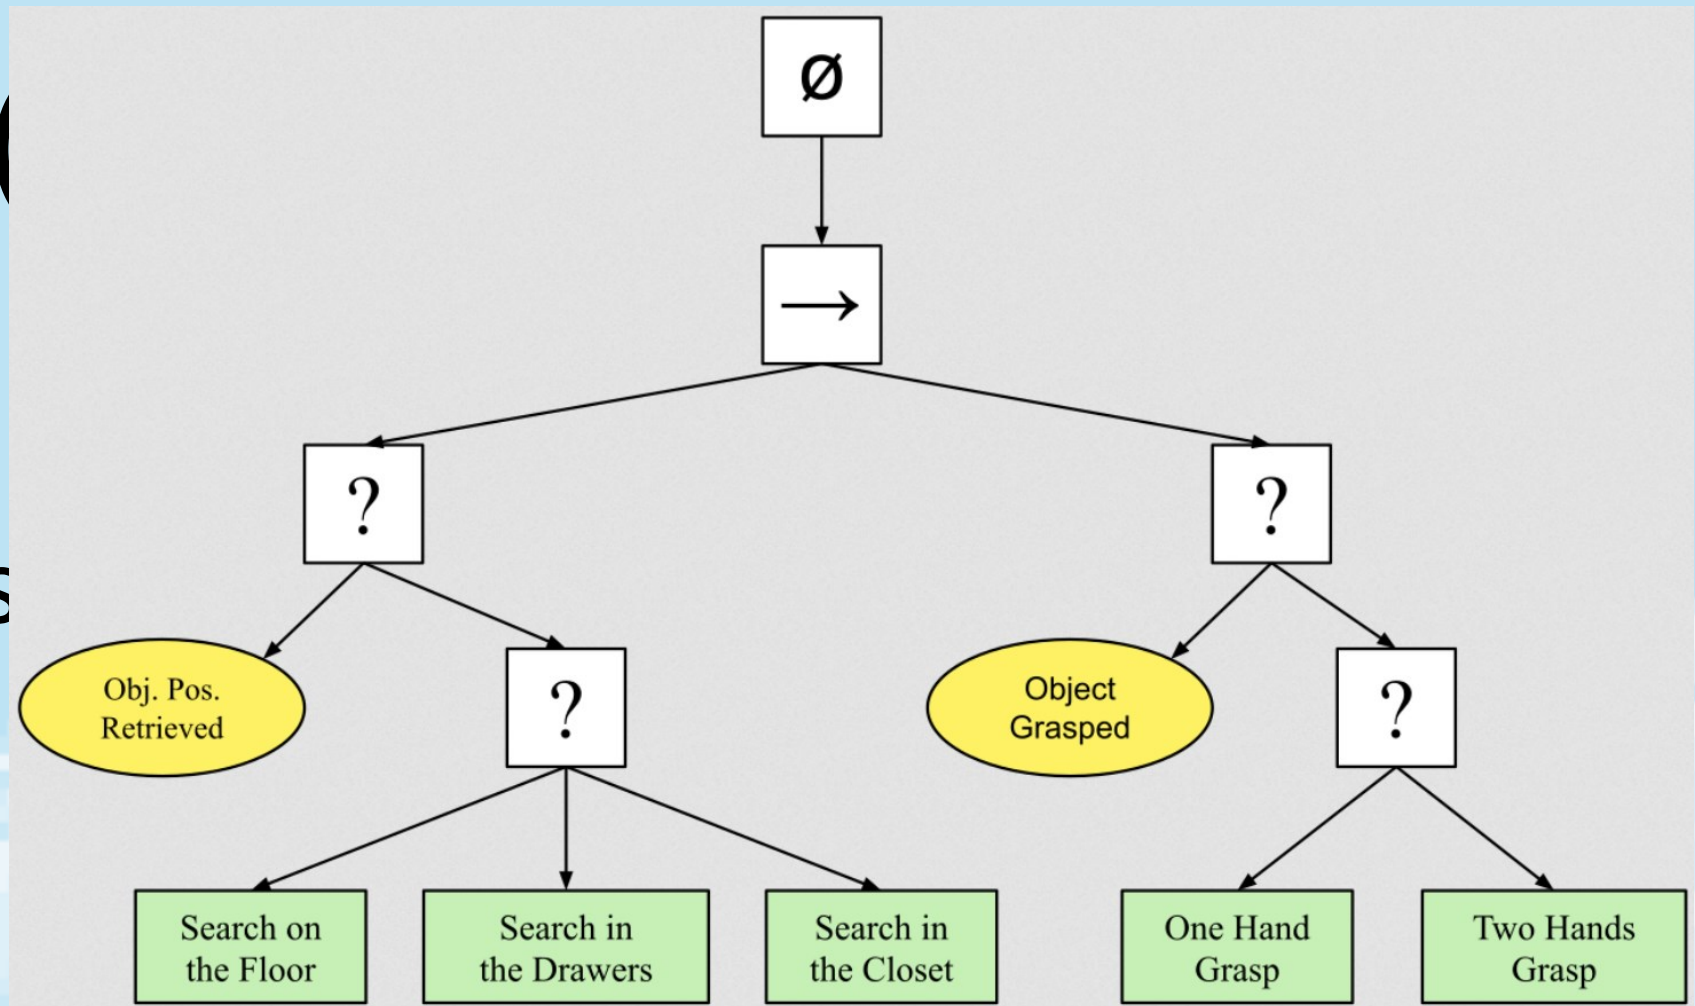 Ø
→
?
?
Obj. Pos.
Retrieved
?
Object
Grasped
?
Search on
the Floor
Search in
the Drawers
Search in
the Closet
One Hand
Grasp
Two Hands
Grasp